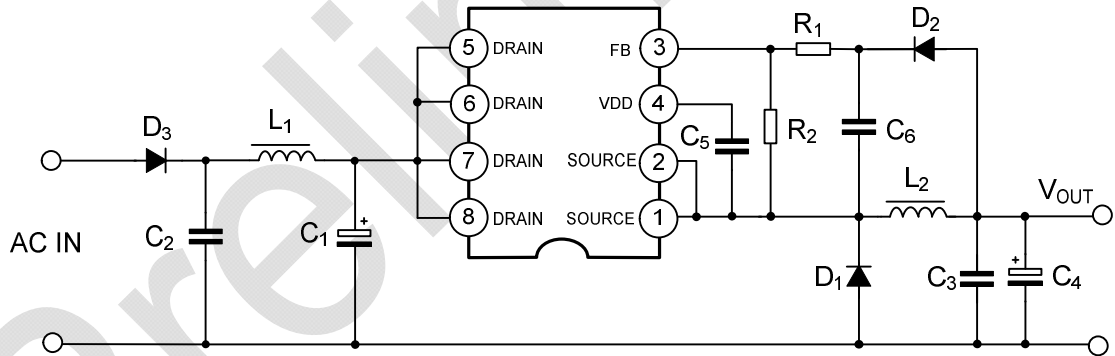 5 DRAIN FB 3 R1 D2
6 DRAIN VDD 4 C5 R2 C6
D3 L1
7 DRAIN SOURCE 2
8 DRAIN SOURCE 1 L2 VOUT
AC IN C2 C1 + D1 C3 + C4